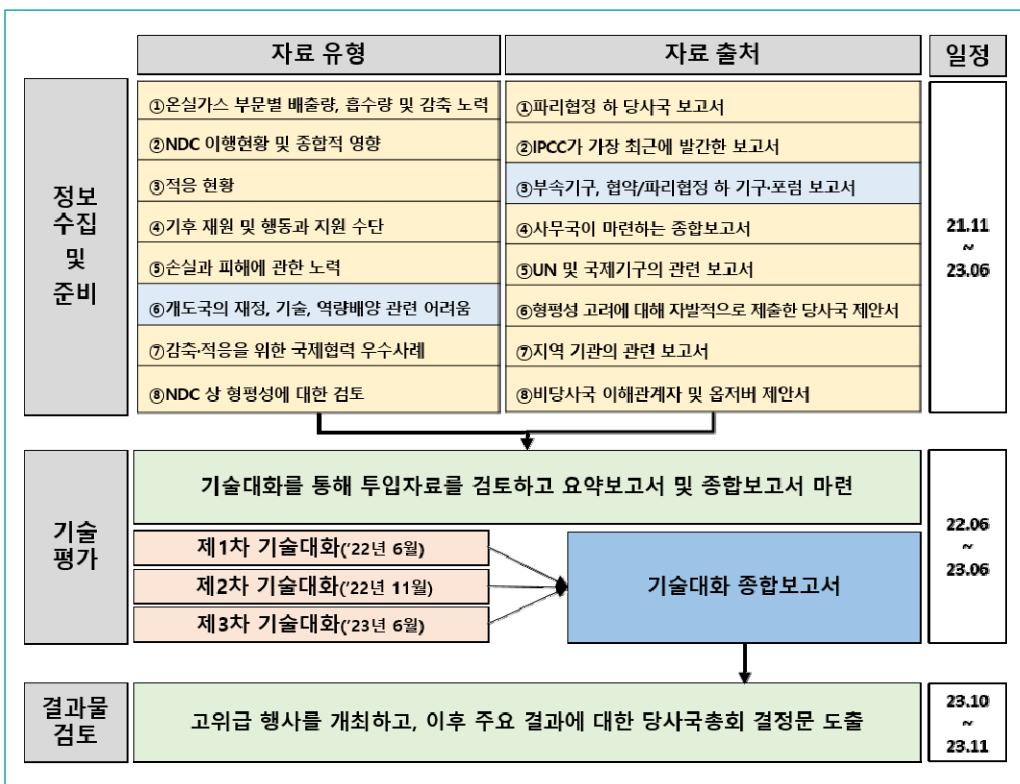 자료 유형
자료 출처
일정
정보
수집
및
준비
①온실가스 부문별 배출량, 흡수량 및 감축 노력
②NDC 이행현황 및 종합적 영향
③적응 현황
④기후 재원 및 행동과 지원 수단
⑤손실과 피해에 관한 노력
⑥개도국의 재정, 기술, 역량배양 관련 어려움
⑦감축·적응을 위한 국제협력 우수사례
⑧NDC 상 형평성에 대한 검토
①파리협정 하 당사국 보고서
②IPCC가 가장 최근에 발간한 보고서
③부속기구, 협약/파리협정 하 기구·포럼 보고서
④사무국이 마련하는 종합보고서
⑤UN 및 국제기구의 관련 보고서
⑥형평성 고려에 대해 자발적으로 제출한 당사국 제안서
⑦지역 기관의 관련 보고서
⑧비당사국 이해관계자 및 옵저버 제안서
21.11
~
23.06
기술
평가
기술대화를 통해 투입자료를 검토하고 요약보고서 및 종합보고서 마련
제1차 기술대화('22년 6월)
제2차 기술대화('22년 11월)
제3차 기술대화('23년 6월)
기술대화 종합보고서
22.06
~
23.06
결과물
검토
고위급 행사를 개최하고, 이후 주요 결과에 대한 당사국총회 결정문 도출
23.10
~
23.11